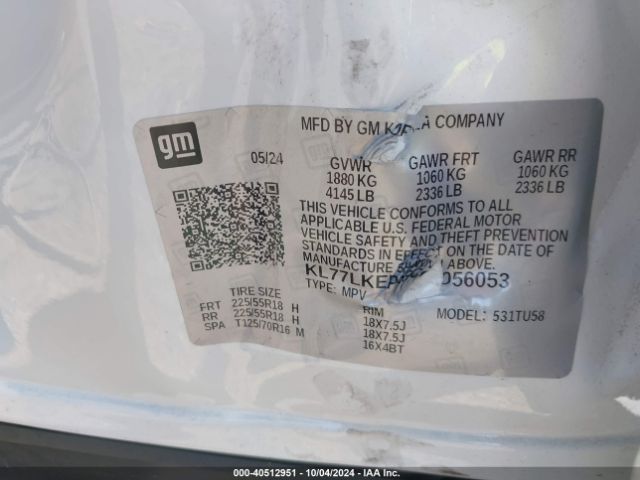 gm
MFD BY GM KOREA COMPANY
05/24
GVWR GAWR FRT GAWR RR
1880 KG 1060 KG 1060 KG
4145 LB 2336 LB 2336 LB
THIS VEHICLE CONFORMS TO ALL
APPLICABLE U.S. FEDERAL MOTOR
VEHICLE SAFETY AND THEFT PREVENTION
STANDARDS IN EFFECT ON THE DATE OF
MANUFACTURE SHOWN ABOVE.
TYPE: MPV MODEL: 531TU58
TIRE SIZE RIM
FRT 225/55R18 H 18X7.5J
RR 225/55R18 H 18X7.5J
SPA T125/70R16 M 16X4BT
000-40512951 • 10/04/2024 • IAA Inc.